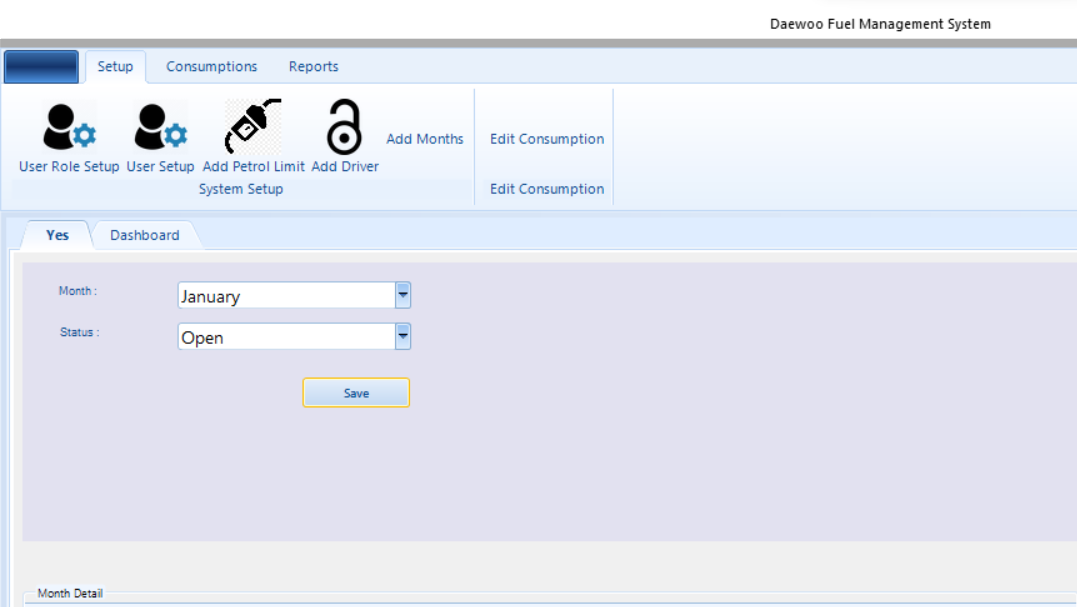 Daewoo Fuel Management System
Setup Consumptions Reports
Add Months Edit Consumption
User Role Setup User Setup Add Petrol Limit Add Driver
System Setup Edit Consumption
Yes Dashboard
Month : January
Status : Open
Save
Month Detail